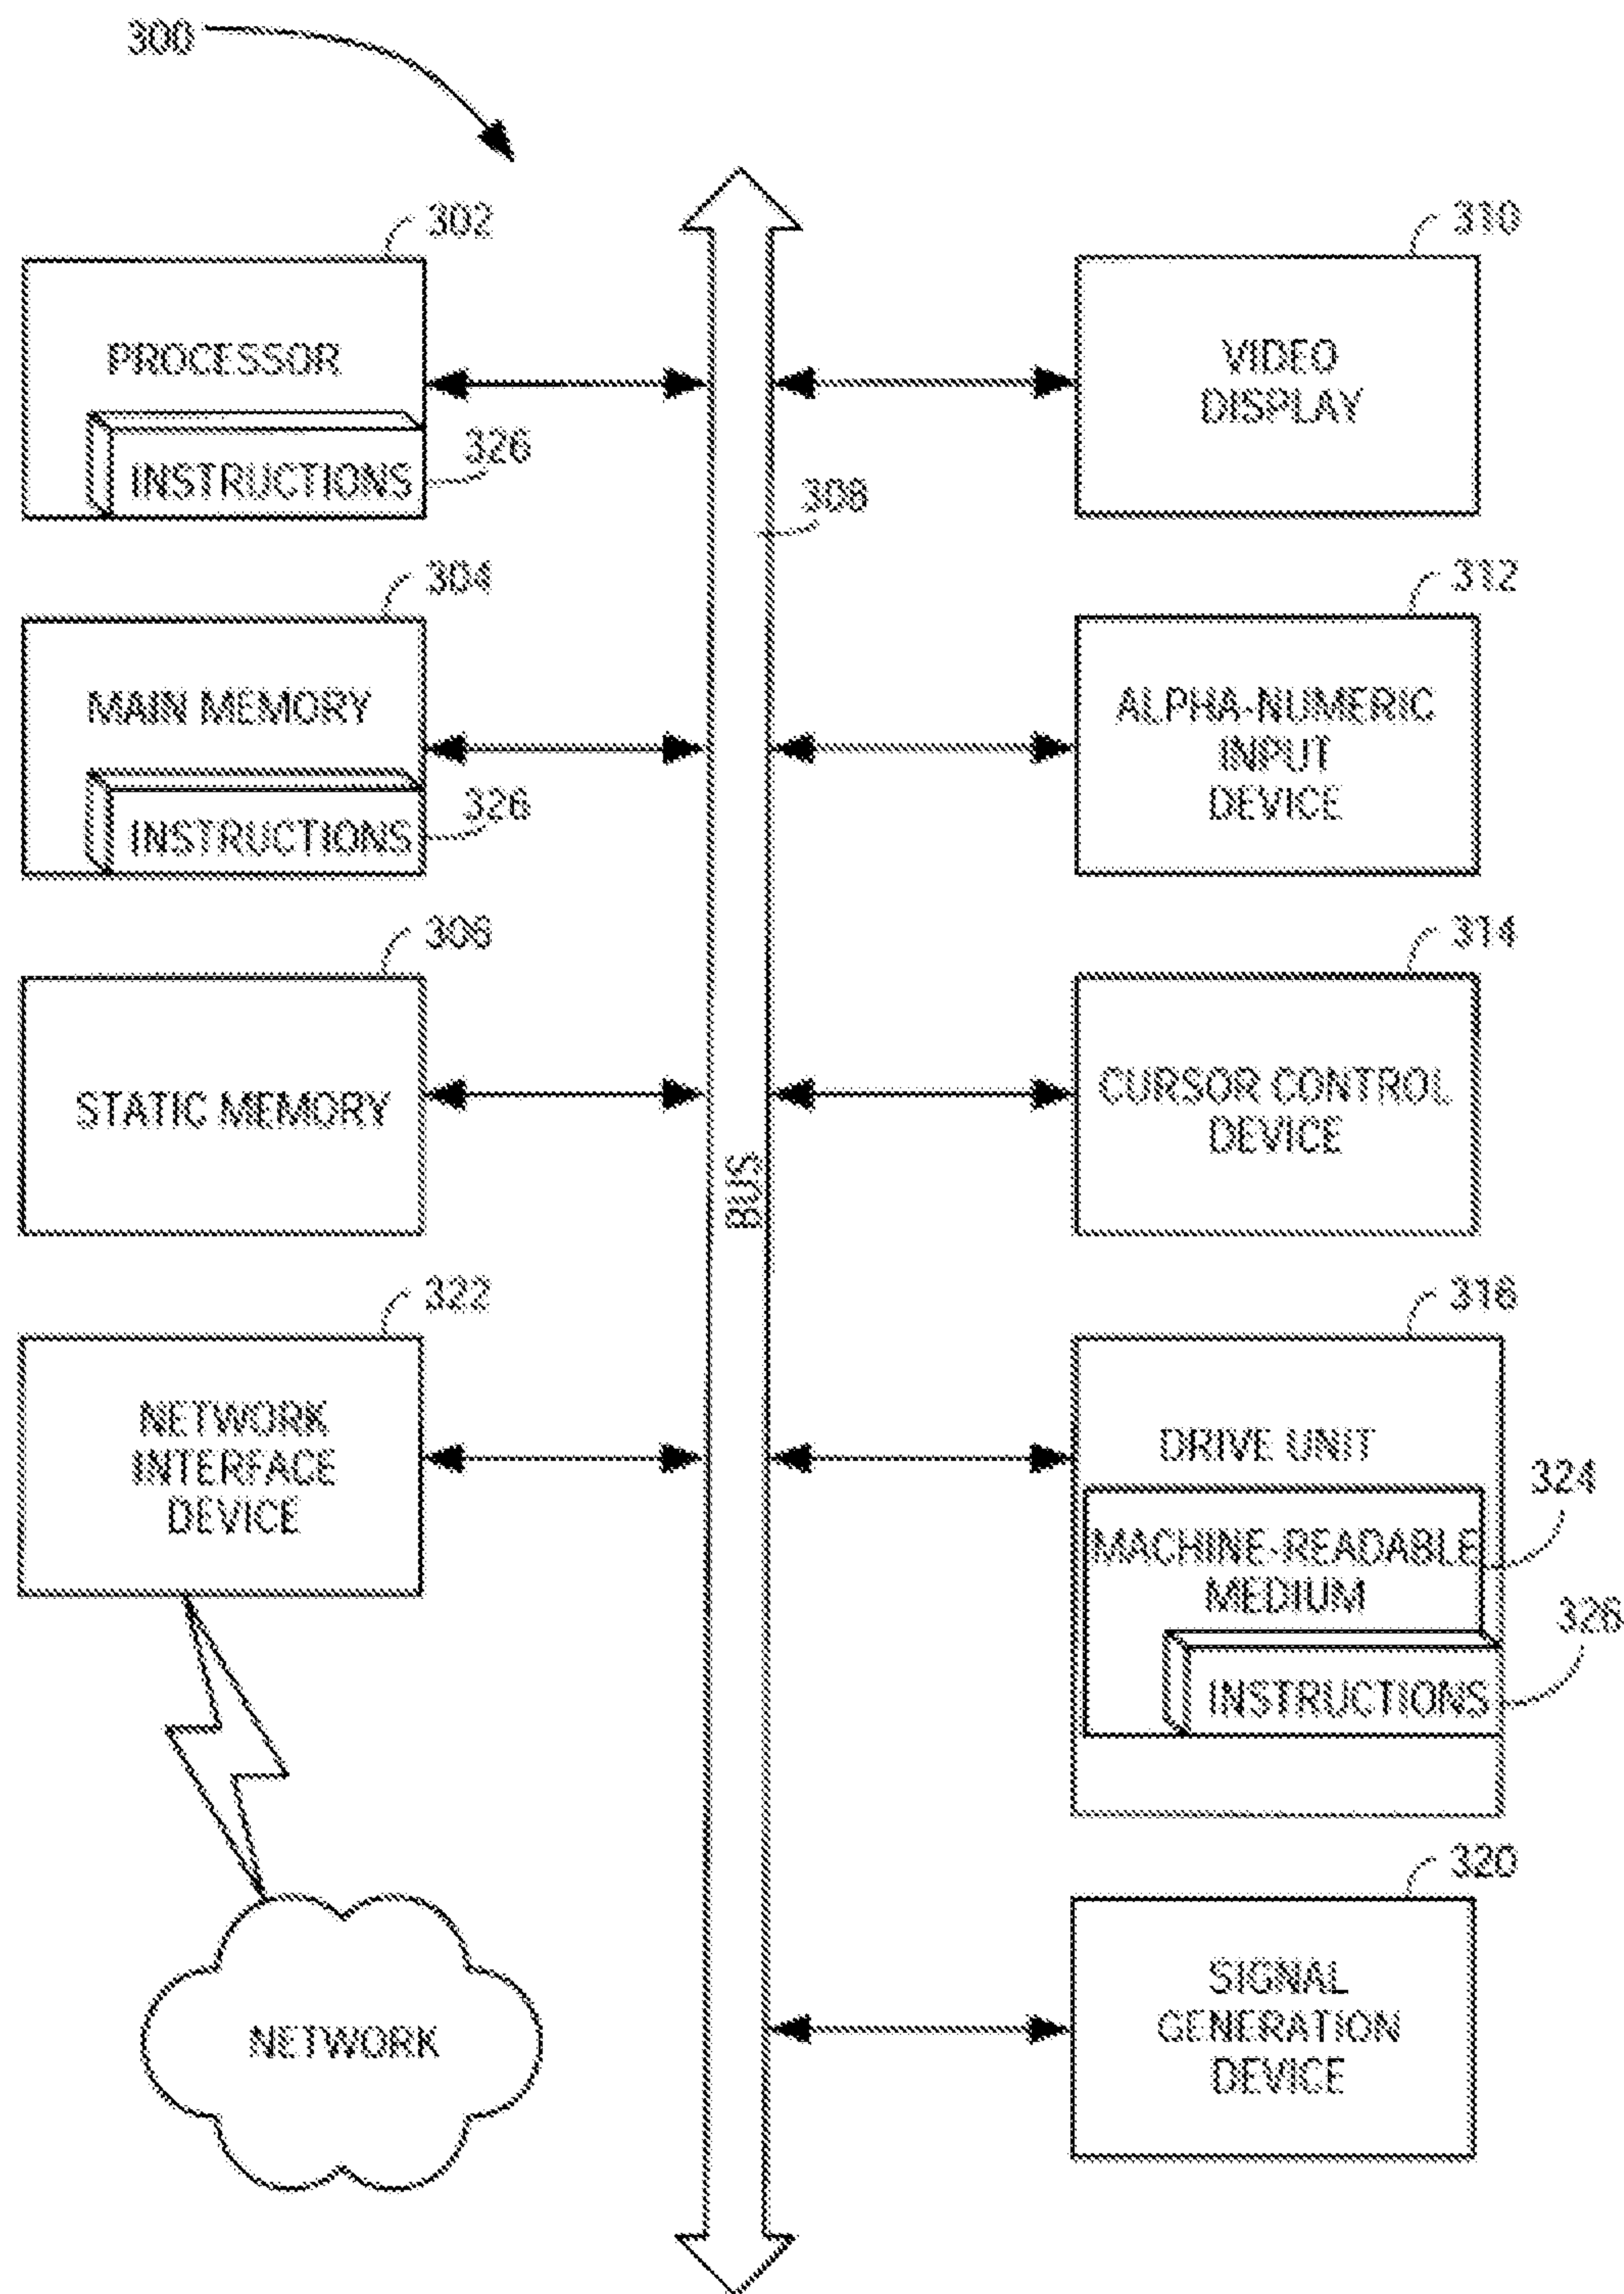 300
302
PROCESSOR
326
INSTRUCTIONS
304
MAIN MEMORY
326
INSTRUCTIONS
306
STATIC MEMORY
322
NETWORK
INTERFACE
DEVICE
NETWORK
308
BUS
310
VIDEO
DISPLAY
312
ALPHA-NUMERIC
INPUT
DEVICE
314
CURSOR CONTROL
DEVICE
316
DRIVE UNIT
324
MACHINE-READABLE
MEDIUM
326
INSTRUCTIONS
320
SIGNAL
GENERATION
DEVICE